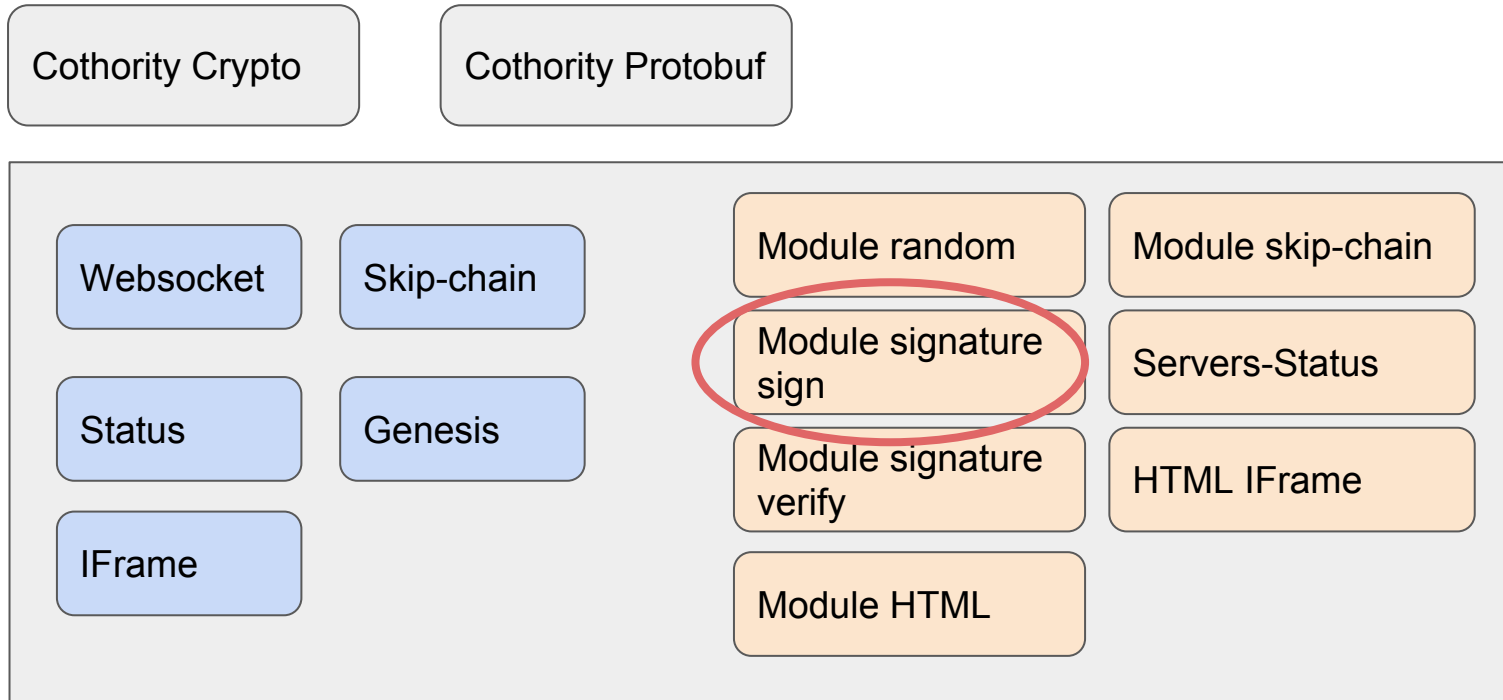 Cothority Crypto
Cothority Protobuf
Websocket
Skip-chain
Status
Genesis
IFrame
Module random
Module skip-chain
Module signature
sign
Servers-Status
Module signature
verify
HTML IFrame
Module HTML